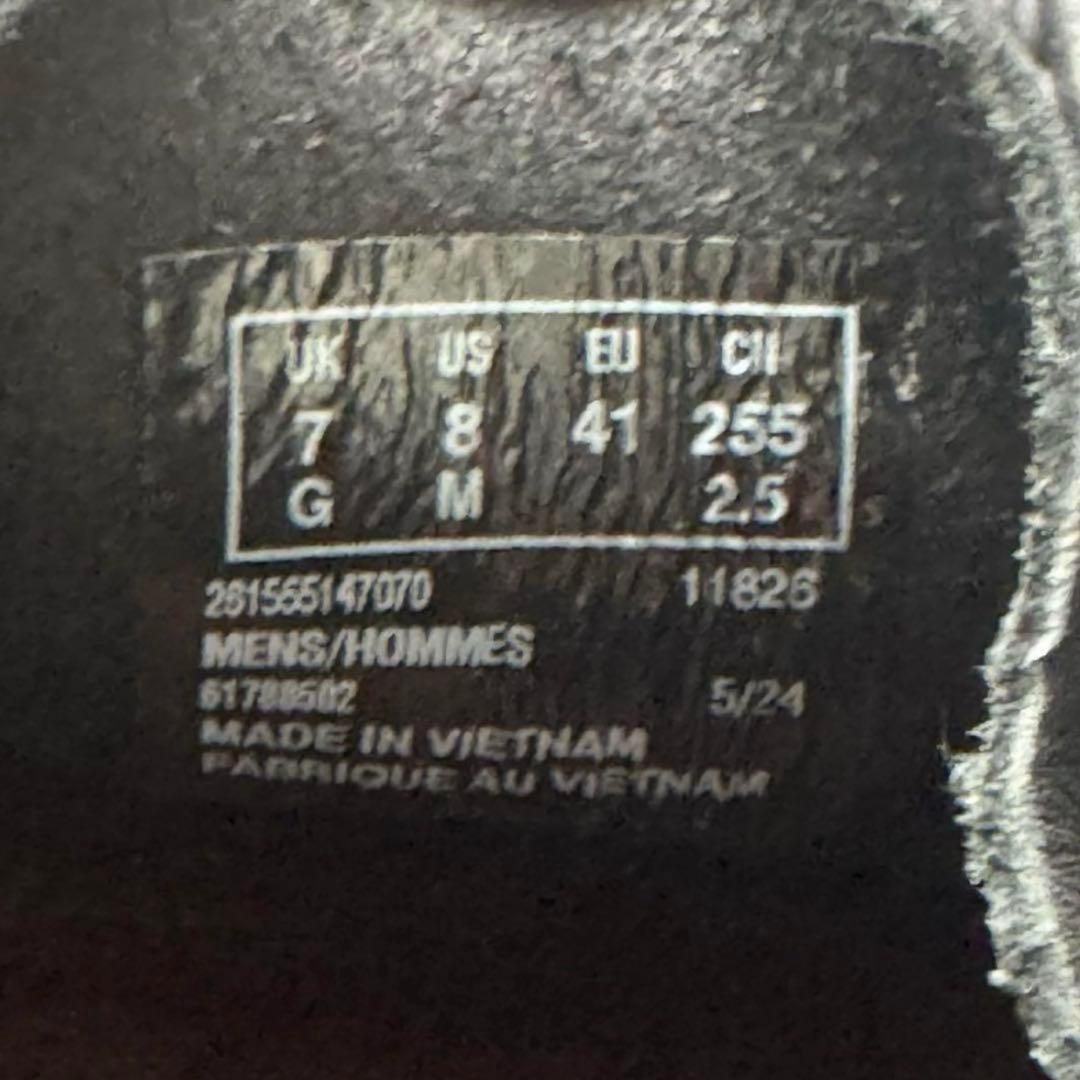 UK US EU CH
7 8 41 255
G M 2.5
261555147070 11826
MENS/HOMMES
61788502 5/24
MADE IN VIETNAM
FABRIQUE AU VIETNAM